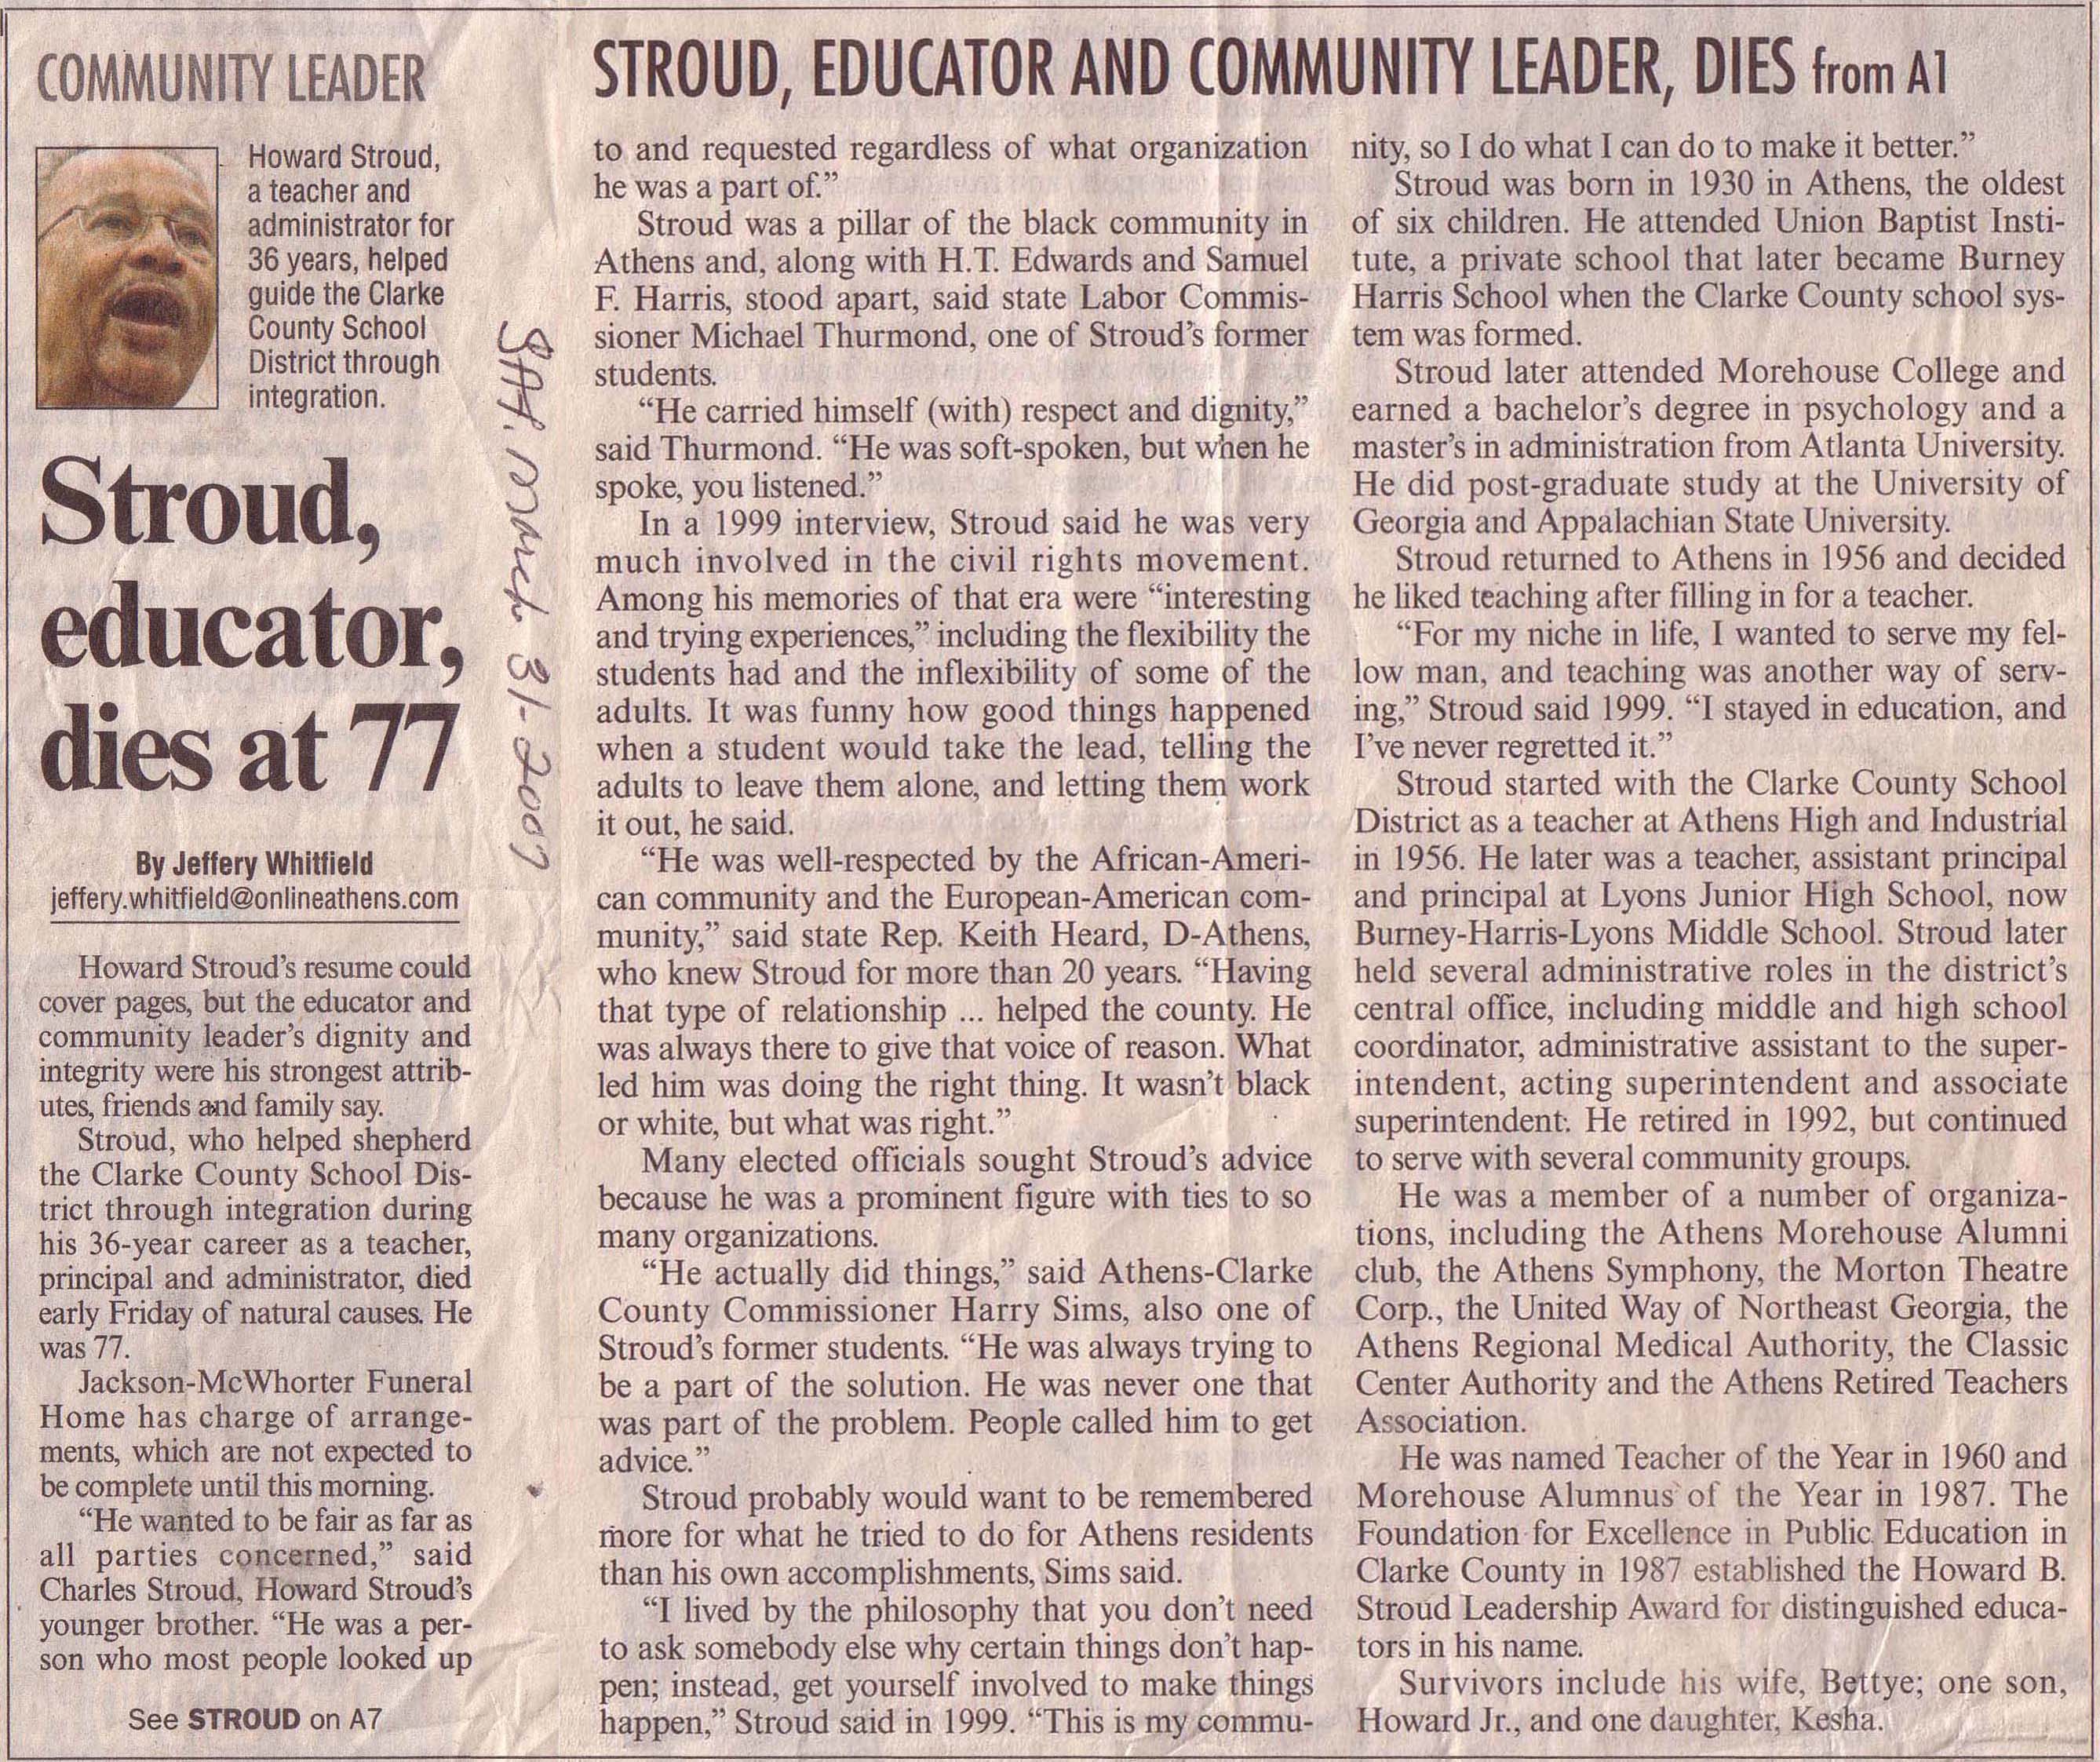 COMMUNITY LEADER
Howard Stroud,
a teacher and
administrator for
36 years, helped
guide the Clarke
County School
District through
integration.
Stroud,
educator,
dies at 77
By Jeffery Whitfield
jeffery.whitfield@onlineathens.com
Howard Stroud's resume could
cover pages, but the educator and
community leader's dignity and
integrity were his strongest attrib-
utes, friends and family say.
Stroud, who helped shepherd
the Clarke County School Dis-
trict through integration during
his 36-year career as a teacher,
principal and administrator, died
early Friday of natural causes. He
was 77.
Jackson-McWhorter Funeral
Home has charge of arrange-
ments, which are not expected to
be complete until this morning.
“He wanted to be fair as far as
all parties concerned,” said
Charles Stroud, Howard Stroud's
younger brother. “He was a per-
son who most people looked up
See STROUD on A7
SAt. March 31-2007
STROUD, EDUCATOR AND COMMUNITY LEADER, DIES from A1
to and requested regardless of what organization
he was a part of.”
Stroud was a pillar of the black community in
Athens and, along with H.T. Edwards and Samuel
F. Harris, stood apart, said state Labor Commis-
sioner Michael Thurmond, one of Stroud's former
students.
“He carried himself (with) respect and dignity,”
said Thurmond. “He was soft-spoken, but when he
spoke, you listened.”
In a 1999 interview, Stroud said he was very
much involved in the civil rights movement.
Among his memories of that era were “interesting
and trying experiences,” including the flexibility the
students had and the inflexibility of some of the
adults. It was funny how good things happened
when a student would take the lead, telling the
adults to leave them alone, and letting them work
it out, he said.
“He was well-respected by the African-Ameri-
can community and the European-American com-
munity,” said state Rep. Keith Heard, D-Athens,
who knew Stroud for more than 20 years. “Having
that type of relationship ... helped the county. He
was always there to give that voice of reason. What
led him was doing the right thing. It wasn't black
or white, but what was right.”
Many elected officials sought Stroud's advice
because he was a prominent figure with ties to so
many organizations.
“He actually did things,” said Athens-Clarke
County Commissioner Harry Sims, also one of
Stroud's former students. “He was always trying to
be a part of the solution. He was never one that
was part of the problem. People called him to get
advice.”
Stroud probably would want to be remembered
more for what he tried to do for Athens residents
than his own accomplishments, Sims said.
“I lived by the philosophy that you don't need
to ask somebody else why certain things don't hap-
pen; instead, get yourself involved to make things
happen,” Stroud said in 1999. “This is my commu-
nity, so I do what I can do to make it better.”
Stroud was born in 1930 in Athens, the oldest
of six children. He attended Union Baptist Insti-
tute, a private school that later became Burney
Harris School when the Clarke County school sys-
tem was formed.
Stroud later attended Morehouse College and
earned a bachelor's degree in psychology and a
master's in administration from Atlanta University.
He did post-graduate study at the University of
Georgia and Appalachian State University.
Stroud returned to Athens in 1956 and decided
he liked teaching after filling in for a teacher.
“For my niche in life, I wanted to serve my fel-
low man, and teaching was another way of serv-
ing,” Stroud said 1999. “I stayed in education, and
I've never regretted it.”
Stroud started with the Clarke County School
District as a teacher at Athens High and Industrial
in 1956. He later was a teacher, assistant principal
and principal at Lyons Junior High School, now
Burney-Harris-Lyons Middle School. Stroud later
held several administrative roles in the district's
central office, including middle and high school
coordinator, administrative assistant to the super-
intendent, acting superintendent and associate
superintendent. He retired in 1992, but continued
to serve with several community groups.
He was a member of a number of organiza-
tions, including the Athens Morehouse Alumni
club, the Athens Symphony, the Morton Theatre
Corp., the United Way of Northeast Georgia, the
Athens Regional Medical Authority, the Classic
Center Authority and the Athens Retired Teachers
Association.
He was named Teacher of the Year in 1960 and
Morehouse Alumnus of the Year in 1987. The
Foundation for Excellence in Public Education in
Clarke County in 1987 established the Howard B.
Stroud Leadership Award for distinguished educa-
tors in his name.
Survivors include his wife, Bettye; one son,
Howard Jr., and one daughter, Kesha.